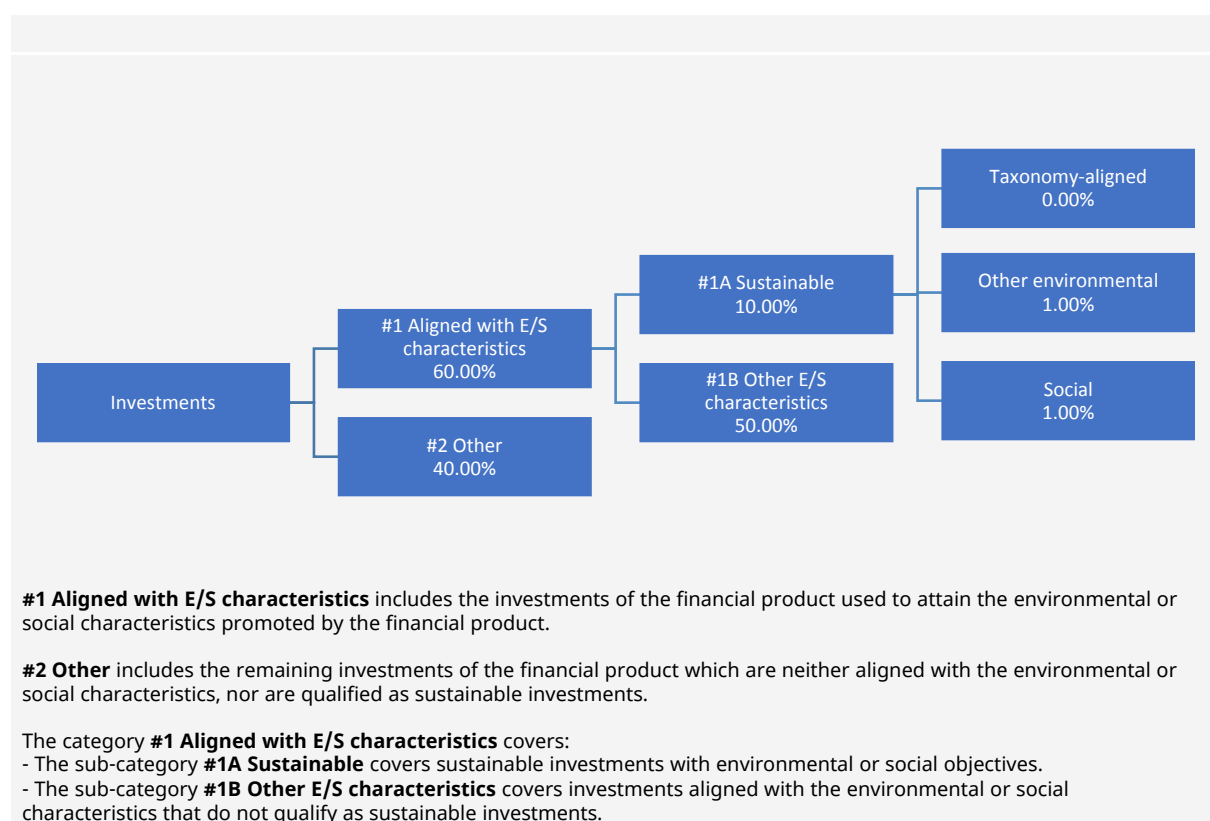 Investments
#1 Aligned with E/S
characteristics
60.00%
#2 Other
40.00%
#1A Sustainable
10.00%
#1B Other E/S
characteristics
50.00%
Taxonomy-aligned
0.00%
Other environmental
1.00%
Social
1.00%
#1 Aligned with E/S characteristics includes the investments of the financial product used to attain the environmental or
social characteristics promoted by the financial product.
#2 Other includes the remaining investments of the financial product which are neither aligned with the environmental or
social characteristics, nor are qualified as sustainable investments.
The category #1 Aligned with E/S characteristics covers:
- The sub-category #1A Sustainable covers sustainable investments with environmental or social objectives.
- The sub-category #1B Other E/S characteristics covers investments aligned with the environmental or social
characteristics that do not qualify as sustainable investments.